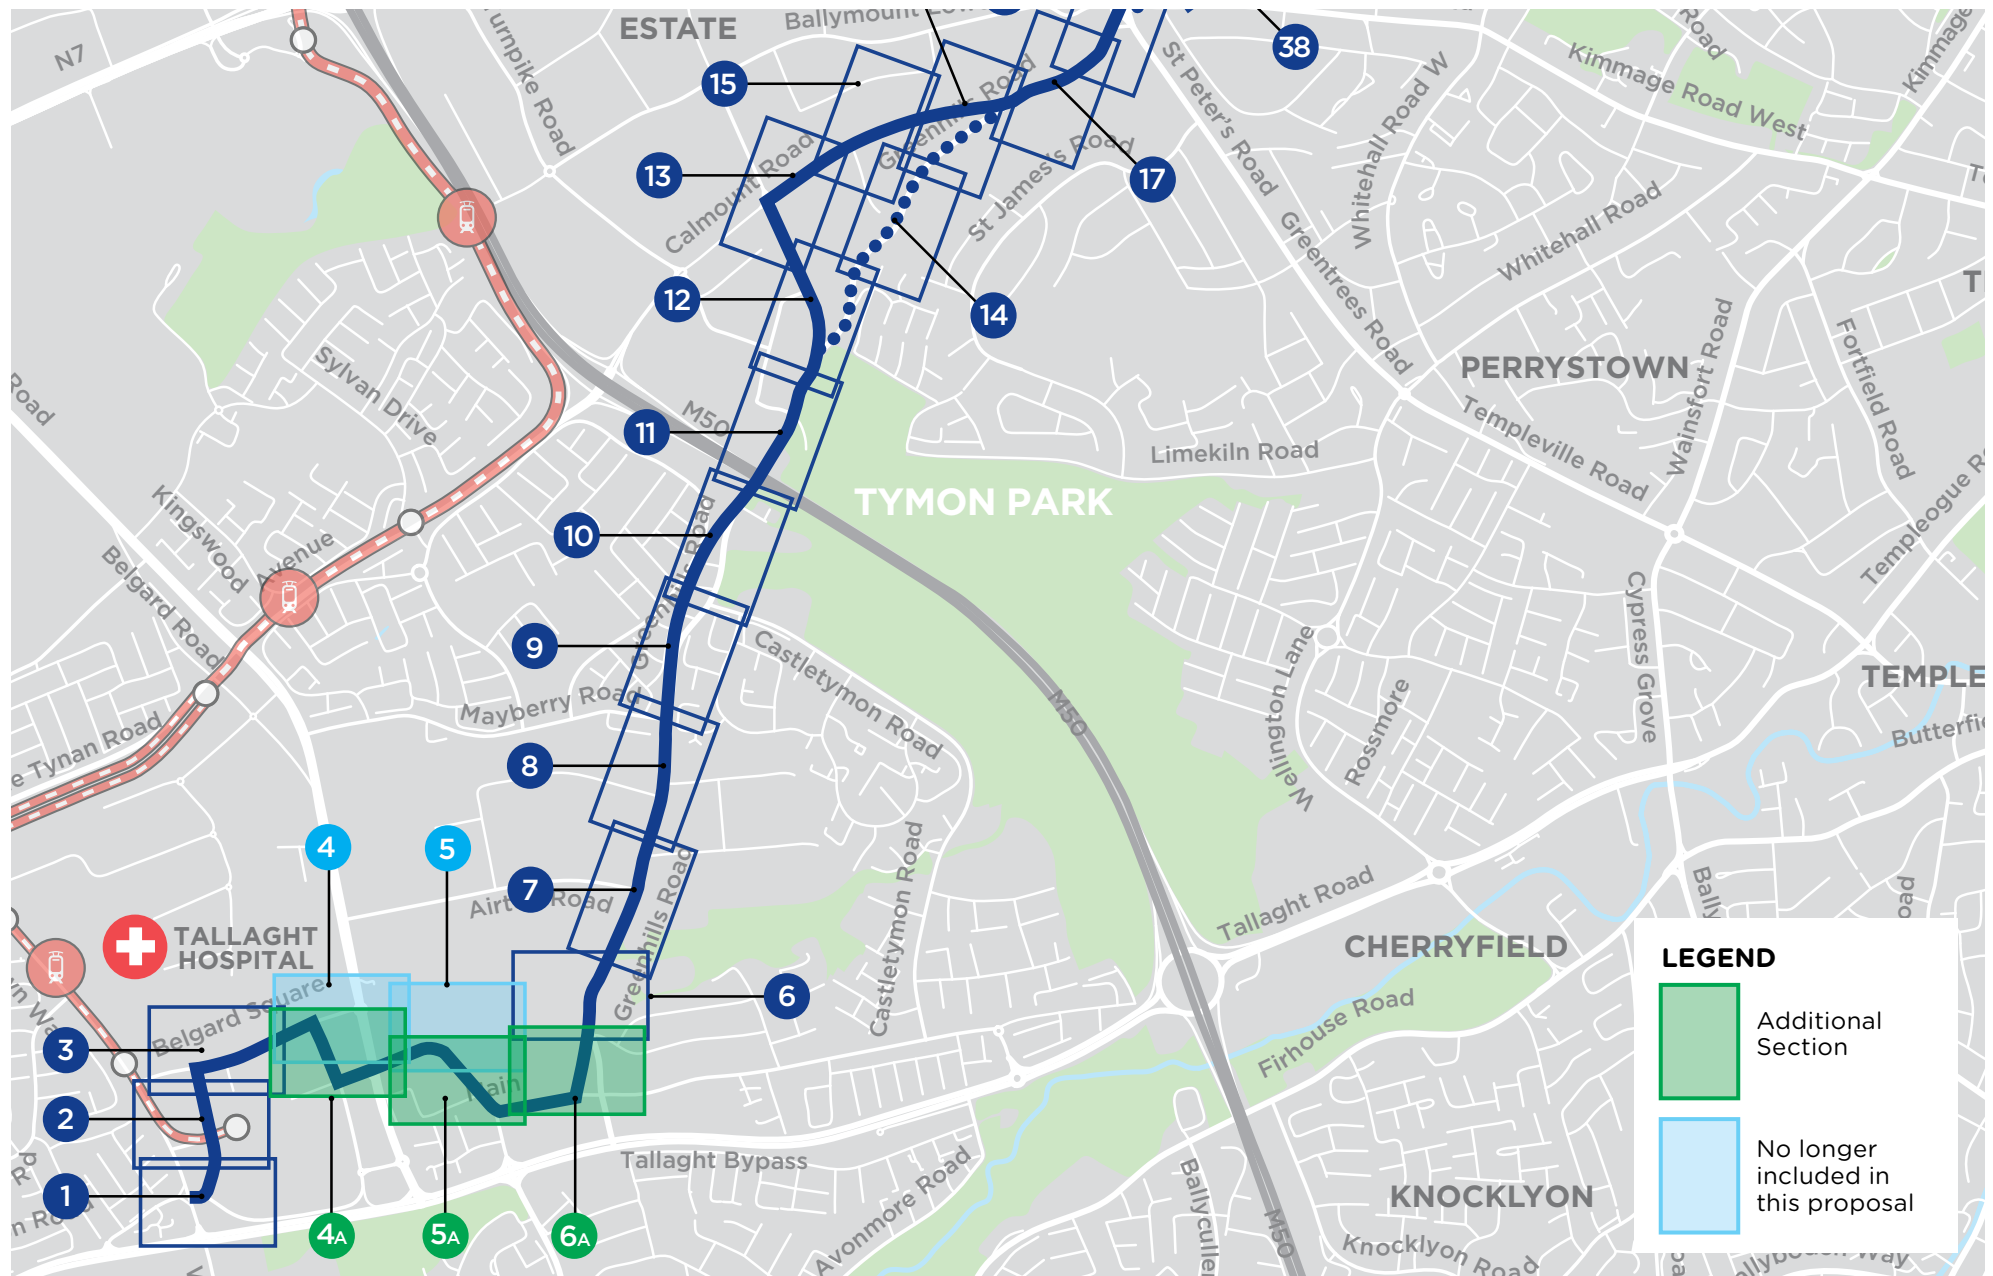 ESTATE
N7
Turnpike Road
38
Road
Kimmage
15
St Peter's Road
Kimmage Road West
Whitehall Road W
Greenhills Road
Calmount Road
St James's Road
13
17
Whitehall Road
Greentrees Road
12
14
Sylvan Drive
PERRYSTOWN
Wainsfort Road
Fortfield Road
Road
11
M50
Templeville Road
Limekiln Road
TYMON PARK
Kingswood
Avenue
Templeogue
10
Greenhills Road
Belgard Road
Cypress Grove
9
Castletymon Road
Wellington Lane
TEMPLE
Mayberry Road
Rossmore
M50
e Tynan Road
8
4
5
7
Airton Road
Greenhills Road
Castletymon Road
Tallaght Road
Bally
oad
TALLAGHT
HOSPITAL
CHERRYFIELD
LEGEND
Belgard Square
6
Firhouse Road
Additional
Section
3
Main
2
No longer
included in
this proposal
Tallaght Bypass
1
Rd
n Road
4A
5A
6A
Avonmore Road
Ballycullen
M50
KNOCKLYON
Knocklyon Road
Way